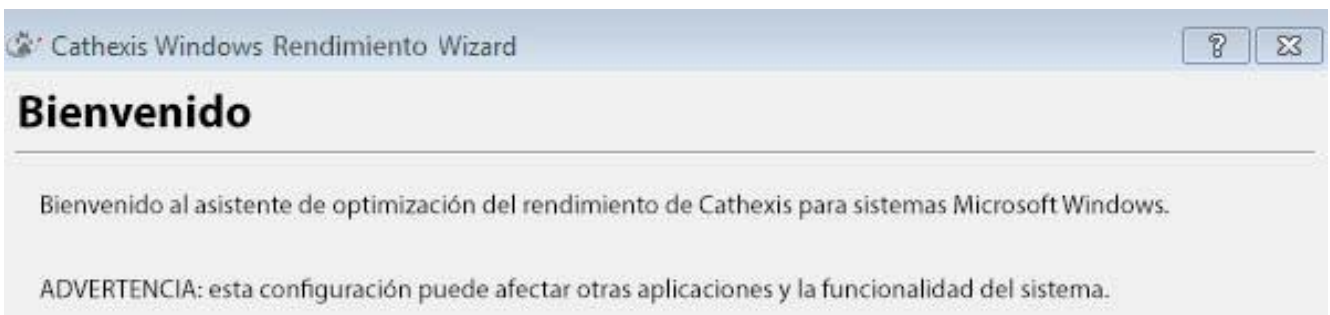 Cathexis Windows Rendimiento Wizard
Bienvenido
Bienvenido al asistente de optimización del rendimiento de Cathexis para sistemas Microsoft Windows.
ADVERTENCIA: esta configuración puede afectar otras aplicaciones y la funcionalidad del sistema.